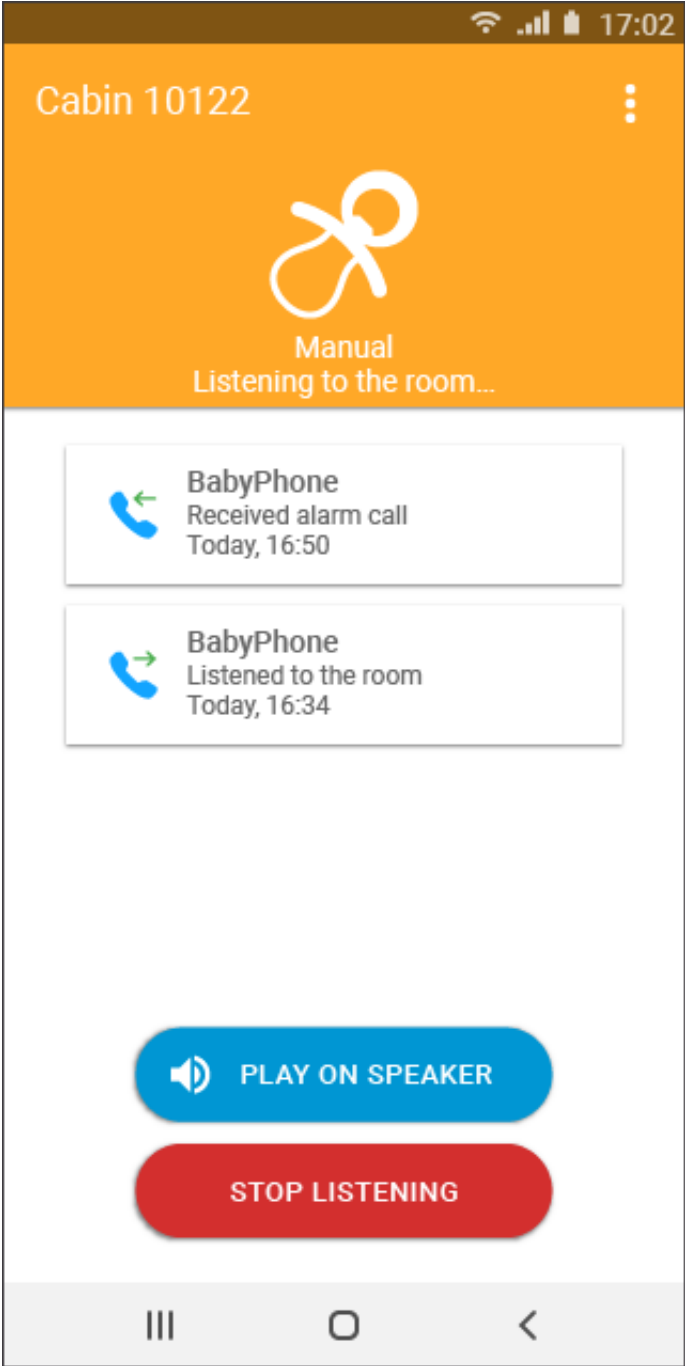 17:02
Cabin 10122
Manual
Listening to the room...
BabyPhone
Received alarm call
Today, 16:50
BabyPhone
Listened to the room
Today, 16:34
PLAY ON SPEAKER
STOP LISTENING